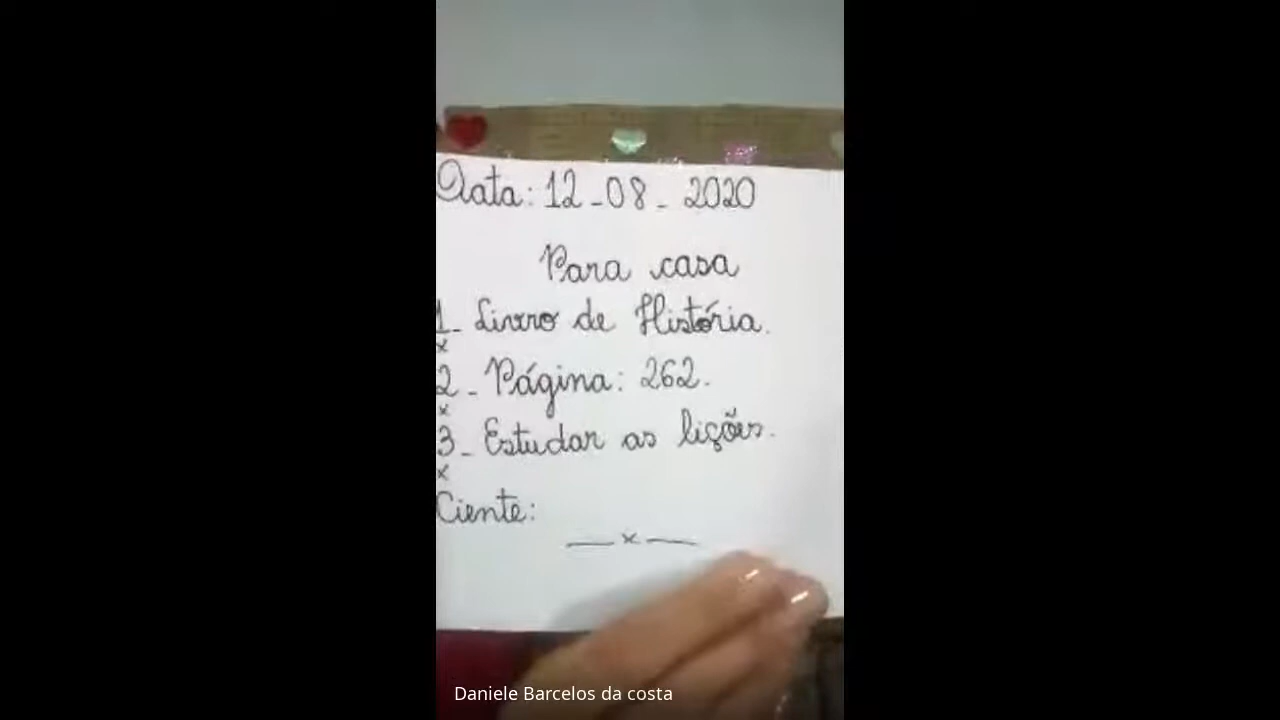 Data: 12-08-2020
Para casa
1- Livro de História.
x
2- Página: 262.
x
3- Estudar as lições.
x
Ciente:
—x—
Daniele Barcelos da costa